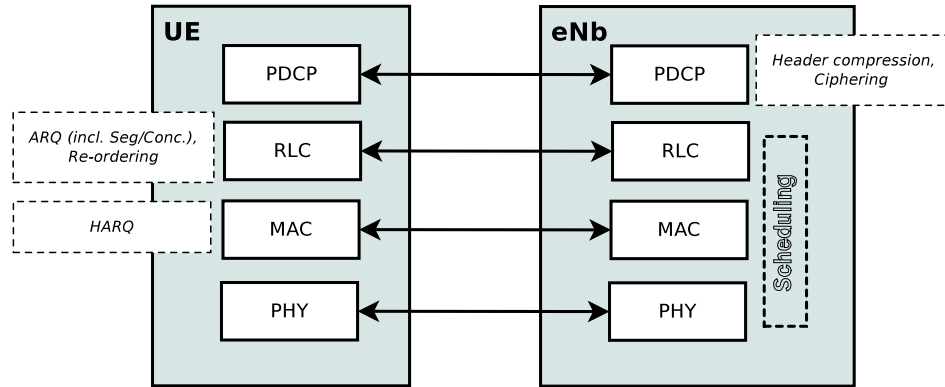 UE
eNb
PDCP
PDCP
Header compression,
Ciphering
ARQ (incl. Seg/Conc.),
Re-ordering
RLC
RLC
HARQ
MAC
MAC
Scheduling
PHY
PHY